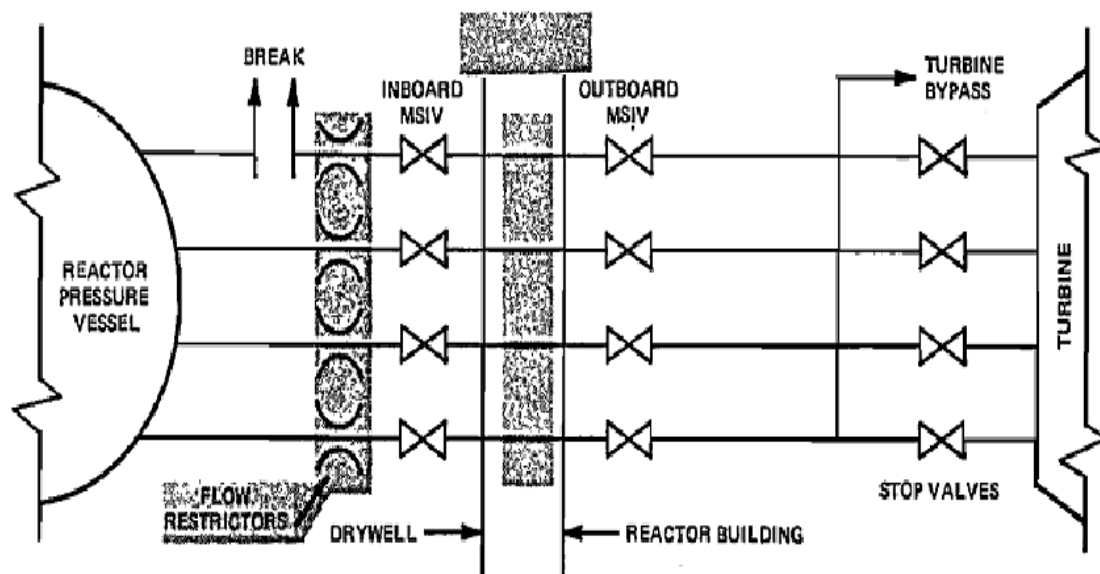 BREAK
INBOARD
MSIV
OUTBOARD
MSIV
TURBINE
BYPASS
REACTOR
PRESSURE
VESSEL
TURBINE
FLOW
RESTRICTORS
STOP VALVES
DRYWELL
REACTOR BUILDING